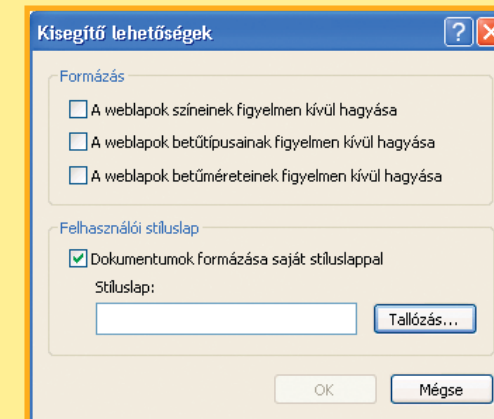 Kisegítő lehetőségek
Formázás
A weblapok színeinek figyelmen kívül hagyása
A weblapok betűtípusainak figyelmen kívül hagyása
A weblapok betűméreteinek figyelmen kívül hagyása
Felhasználói stíluslap
Dokumentumok formázása saját stíluslappal
Stíluslap:
Tallózás...
OK Mégse